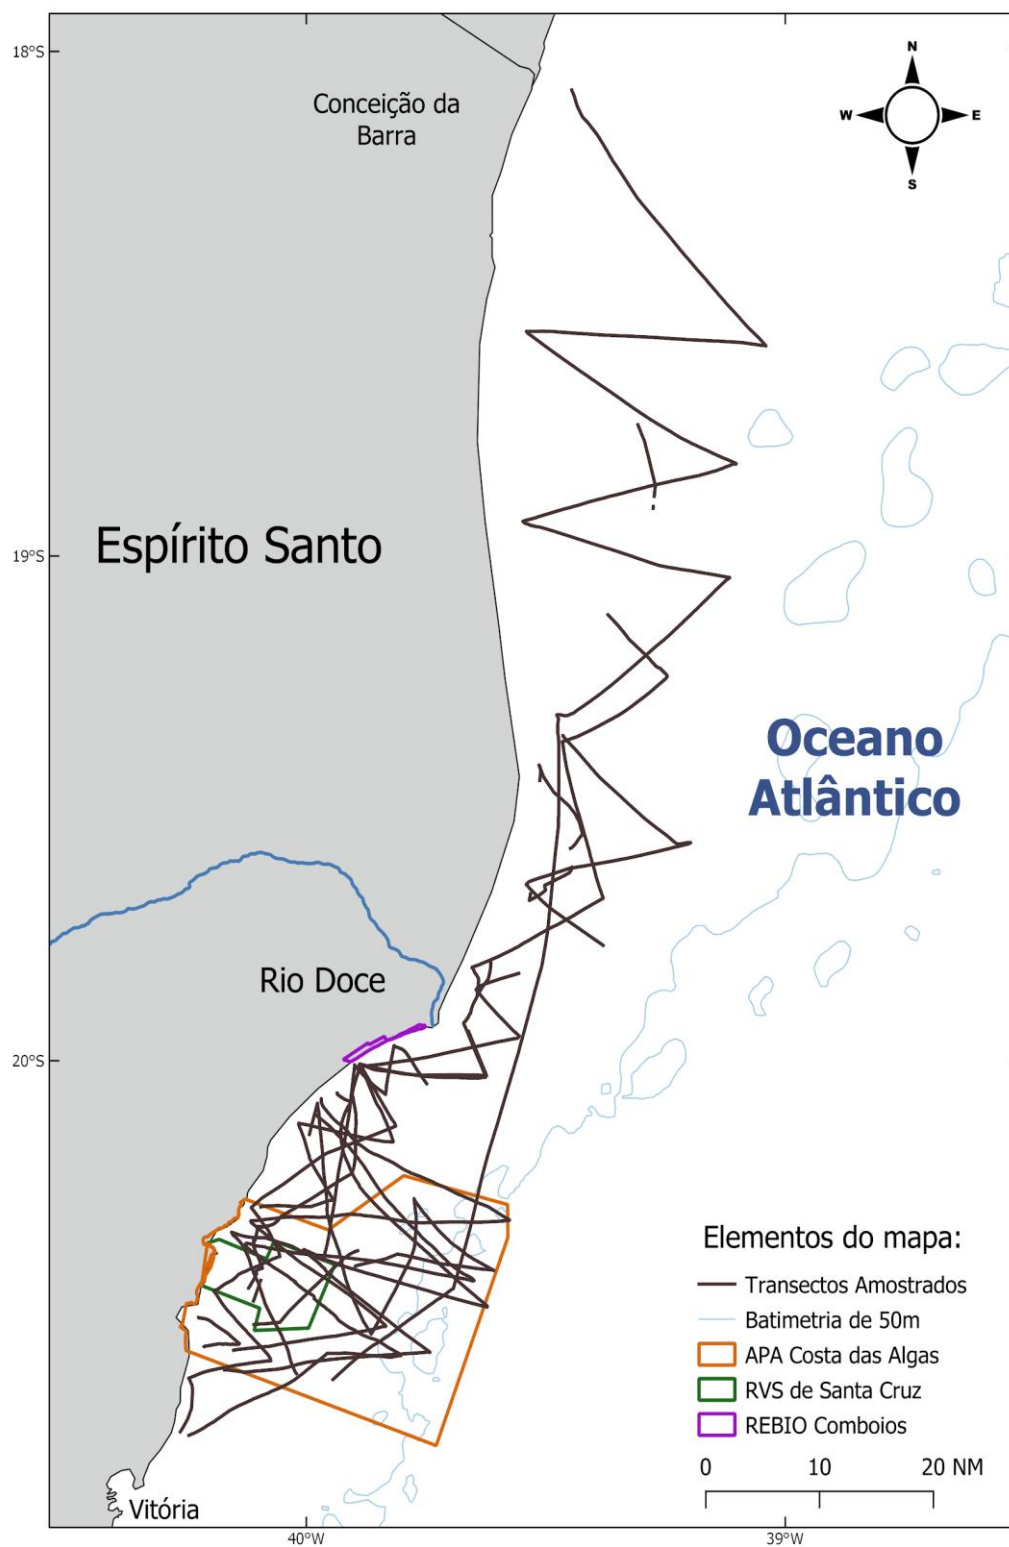 18°S
N
W
E
S
Conceição da
Barra
19°S
Espírito Santo
Oceano
Atlântico
Rio Doce
20°S
Elementos do mapa:
Transectos Amostrados
Batimetria de 50m
APA Costa das Algas
RVS de Santa Cruz
REBIO Comboios
0 10 20 NM
Vitória
40°W
39°W